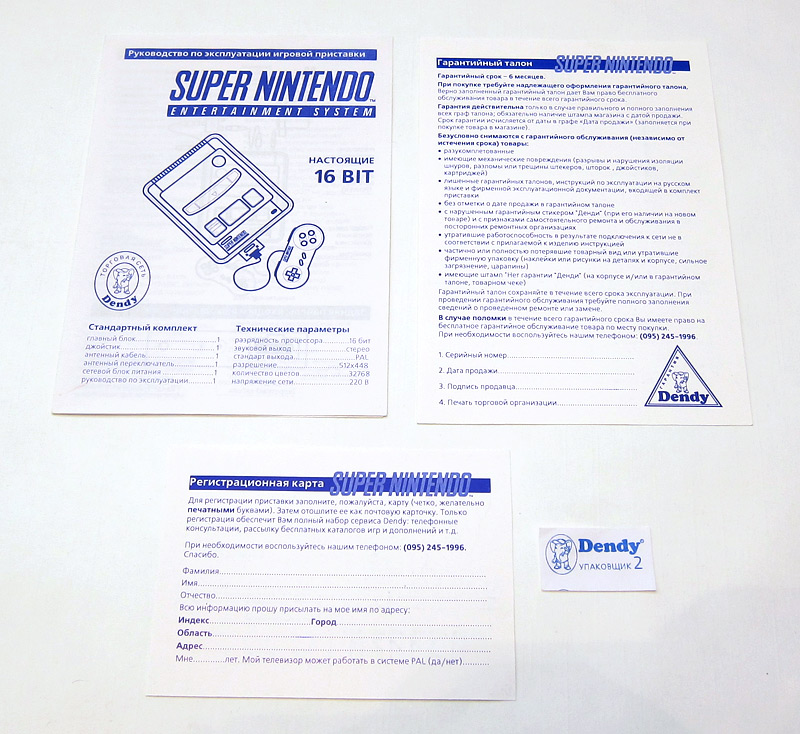 Руководство по эксплуатации игровой приставки
SUPER NINTENDO™
ENTERTAINMENT SYSTEM
НАСТОЯЩИЕ
16 BIT
ТОРГОВАЯ СЕТЬ
Dendy
Стандартный комплект
главный блок..........................1
джойстик..........................1
антенный кабель..........................1
антенный переключатель..........................1
сетевой блок питания..........................1
руководство по эксплуатации..........................1
Технические параметры
разрядность процессора..........................16 бит
звуковой выход..........................стерео
стандарт выхода..........................PAL
разрешение..........................512x448
количество цветов..........................32768
напряжение сети..........................220 В
Гарантийный талон SUPER NINTENDO™
Гарантийный срок – 6 месяцев.
При покупке требуйте надлежащего оформления гарантийного талона.
Верно заполненный гарантийный талон дает Вам право бесплатного
обслуживания товара в течение всего гарантийного срока.
Гарантия действительна только в случае правильного и полного заполнения
всех граф талона; обязательно наличие штампа магазина с датой продажи.
Срок гарантии исчисляется от даты в графе «Дата продажи» (заполняется при
покупке товара в магазине).
Безусловно снимаются с гарантийного обслуживания (независимо от
истечения срока) товары:
• разукомплектованные
• имеющие механические повреждения (разрывы и нарушения изоляции
шнуров, разломы или трещины штекеров, шторок , джойстиков,
картриджей)
• лишенные гарантийных талонов, инструкций по эксплуатации на русском
языке и фирменной эксплуатационной документации, входящей в комплект
приставки
• без отметки о дате продажи в гарантийном талоне
• с нарушенным гарантийным стикером "Денди" (при его наличии на новом
товаре) и с признаками самостоятельного ремонта и обслуживания в
посторонних ремонтных организациях
• утратившие работоспособность в результате подключения к сети не в
соответствии с прилагаемой к изделию инструкцией
• частично или полностью потерявшие товарный вид или утратившие
фирменную упаковку (наклейки или рисунки на деталях и корпусе, сильное
загрязнение, царапины)
• имеющие штамп "Нет гарантии "Денди" (на корпусе и/или в гарантийном
талоне, товарном чеке)
Гарантийный талон сохраняйте в течение всего срока эксплуатации. При
проведении гарантийного обслуживания требуйте полного заполнения
сведений о проведенном ремонте или замене.
В случае поломки в течение всего гарантийного срока Вы имеете право на
бесплатное гарантийное обслуживание товара по месту покупки.
При необходимости воспользуйтесь нашим телефоном: (095) 245-1996.
1. Серийный номер..........................
2. Дата продажи..........................
3. Подпись продавца..........................
4. Печать торговой организации..........................
ГАРАНТИЯ
Dendy
Регистрационная карта SUPER NINTENDO™
Для регистрации приставки заполните, пожалуйста, карту (четко, желательно
печатными буквами). Затем отошлите ее как почтовую карточку. Только
регистрация обеспечит Вам полный набор сервиса Dendy: телефонные
консультации, рассылку бесплатных каталогов игр и дополнений и т.д.
При необходимости воспользуйтесь нашим телефоном: (095) 245-1996.
Спасибо.
Фамилия..........................
Имя..........................
Отчество..........................
Всю информацию прошу присылать на мое имя по адресу:
Индекс..........................Город..........................
Область..........................
Адрес..........................
Мне.............лет. Мой телевизор может работать в системе PAL (да/нет)...........
Dendy®
УПАКОВЩИК 2